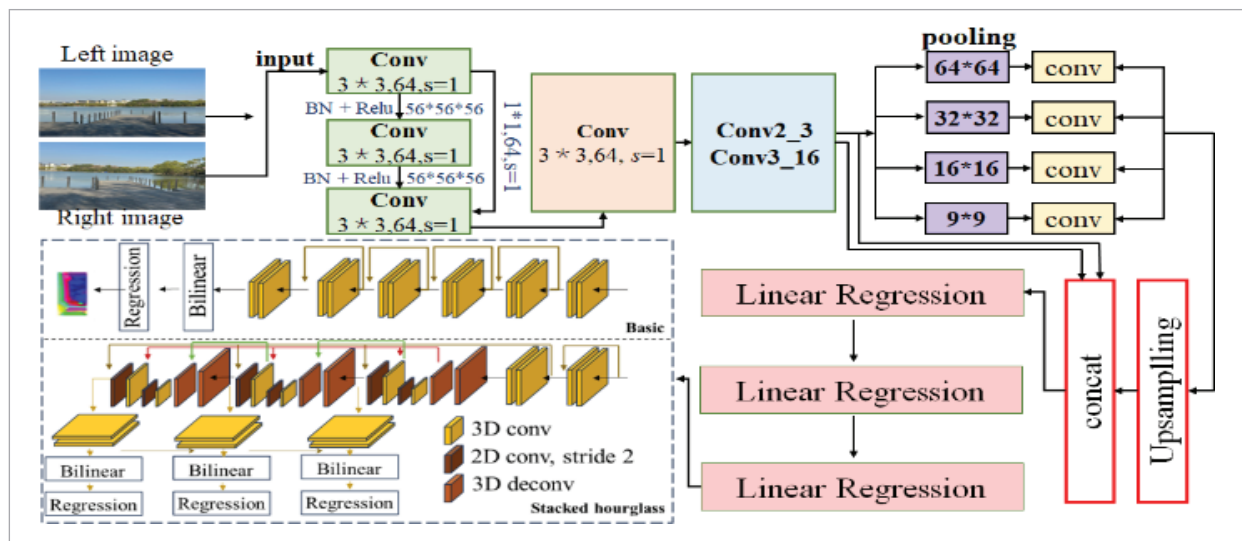 Left image
input
Right image
Conv
3 * 3,64,s=1
BN + Relu 56*56*56
Conv
3 * 3,64,s=1
BN + Relu 56*56*56
Conv
3 * 3,64,s=1
1*1,64,s=1
Conv
3 * 3,64, s=1
Conv2_3
Conv3_16
pooling
64*64
conv
32*32
conv
16*16
conv
9*9
conv
Upsamplling
concat
Linear Regression
Linear Regression
Linear Regression
Regression
Bilinear
Basic
3D conv
2D conv, stride 2
3D deconv
Bilinear
Bilinear
Bilinear
Regression
Regression
Regression
Stacked hourglass